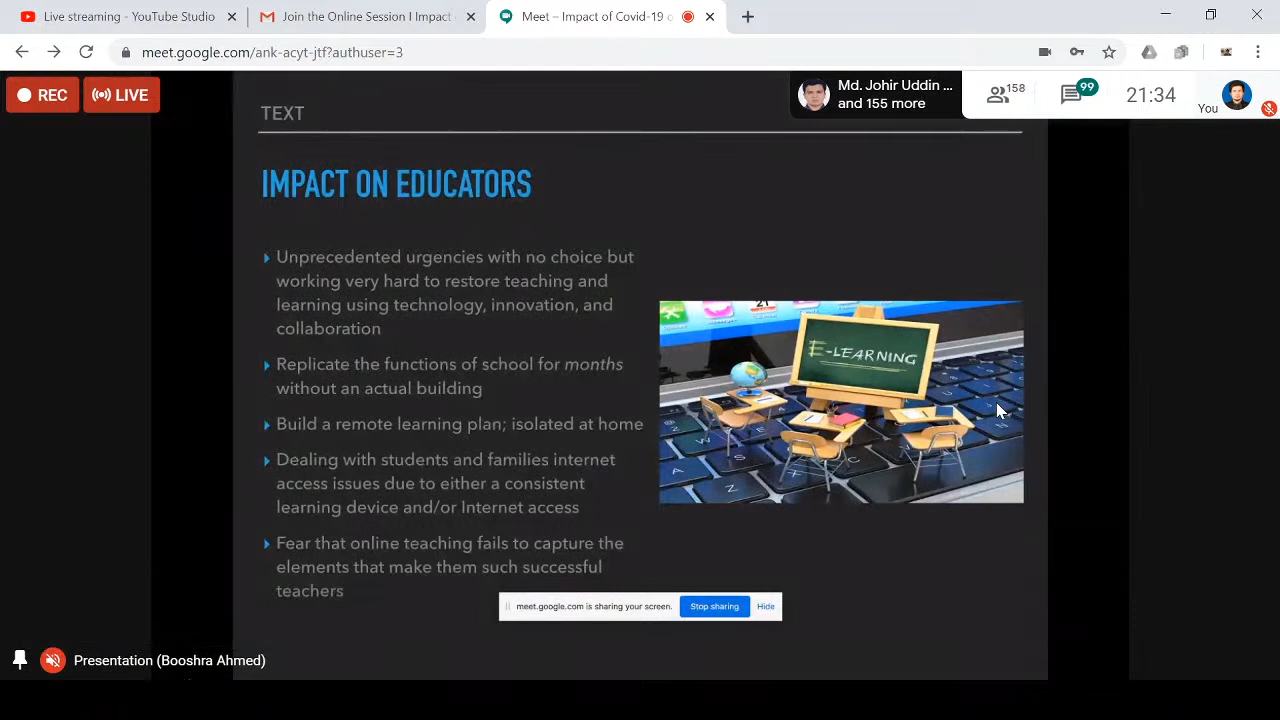 Live streaming - YouTube Studio
Join the Online Session I Impact
Meet – Impact of Covid-19
meet.google.com/ank-acyt-jtf?authuser=3
REC
LIVE
Md. Johir Uddin ...
and 155 more
158
99
21:34
You
TEXT
IMPACT ON EDUCATORS
Unprecedented urgencies with no choice but
working very hard to restore teaching and
learning using technology, innovation, and
collaboration
Replicate the functions of school for months
without an actual building
Build a remote learning plan; isolated at home
Dealing with students and families internet
access issues due to either a consistent
learning device and/or Internet access
Fear that online teaching fails to capture the
elements that make them such successful
teachers
E-LEARNING
meet.google.com is sharing your screen.
Stop sharing
Hide
Presentation (Booshra Ahmed)